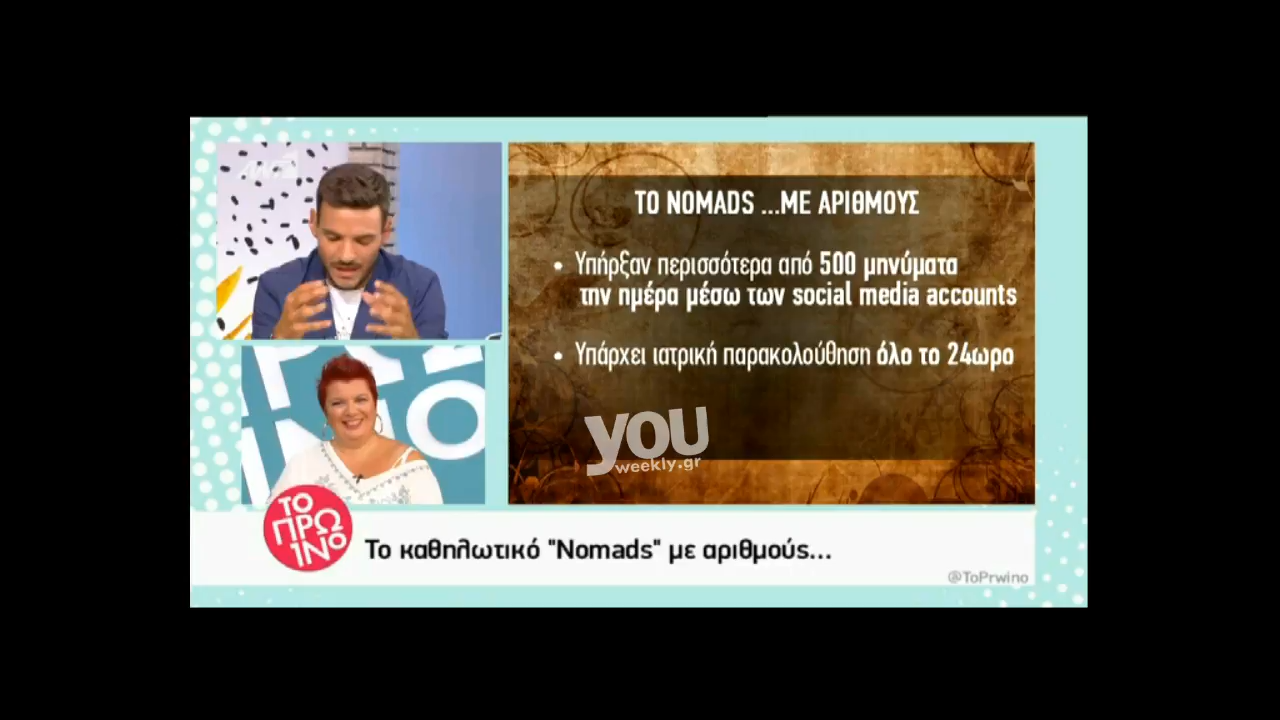 ANT1
ΤΟ NOMADS ...ΜΕ ΑΡΙΘΜΟΥΣ
• Υπήρξαν περισσότερα από 500 μηνύματα
την ημέρα μέσω των social media accounts
• Υπάρχει ιατρική παρακολούθηση όλο το 24ωρο
you
weekly.gr
ΤΟ
ΠΡΩ
ΙΝΟ
Το καθηλωτικό "Nomads" με αριθμούς...
@ToPrwino